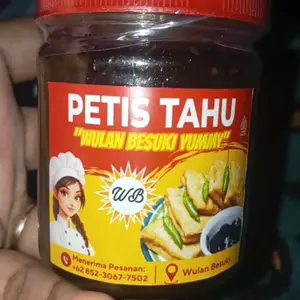 PETIS TAHU
"WULAN BESUKI YUMMY"
WB
Menerima Pesanan:
+62 852-3067-7502
Wulan Besuki